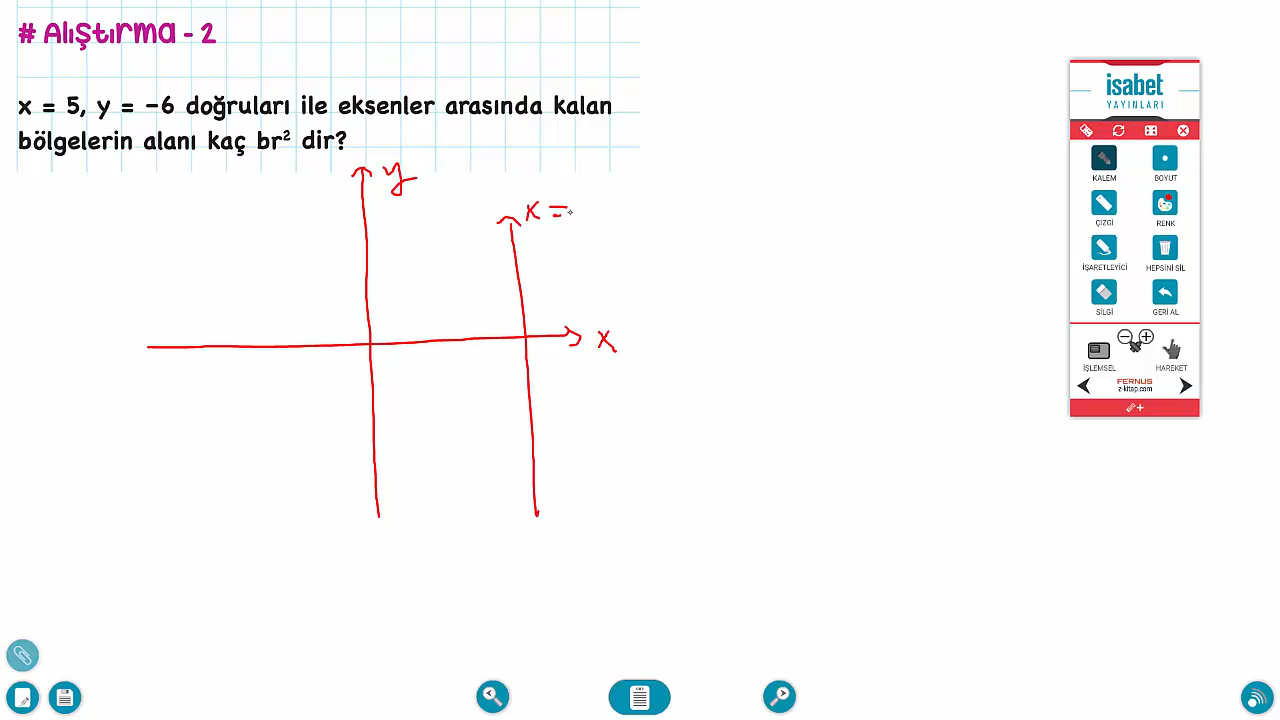 # Alıştırma - 2
x = 5, y = -6 doğruları ile eksenler arasında kalan
bölgelerin alanı kaç br² dir?
y
x =
x
isabet
YAYINLARI
KALEM
BOYUT
ÇİZGİ
RENK
İŞARETLEYİCİ
HEPSİNİ SİL
SİLGİ
GERİ AL
İŞLEMSEL
HAREKET
FERNUS
z-kitap.com